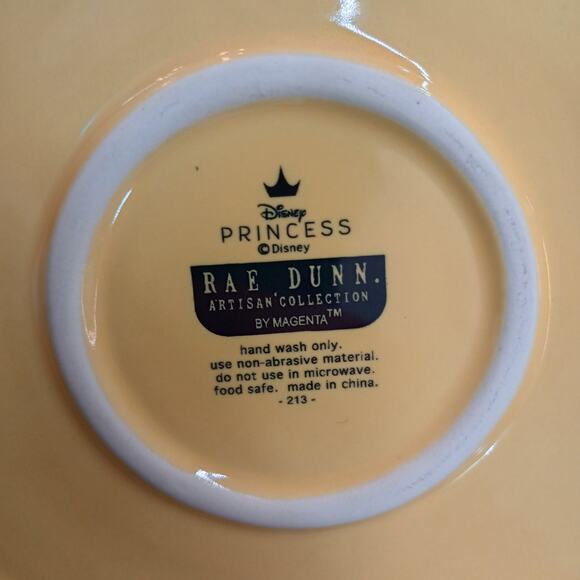 Disney
PRINCESS
©Disney
RAE DUNN.
ARTISAN COLLECTION
BY MAGENTA™
hand wash only.
use non-abrasive material.
do not use in microwave.
food safe. made in china.
- 213 -